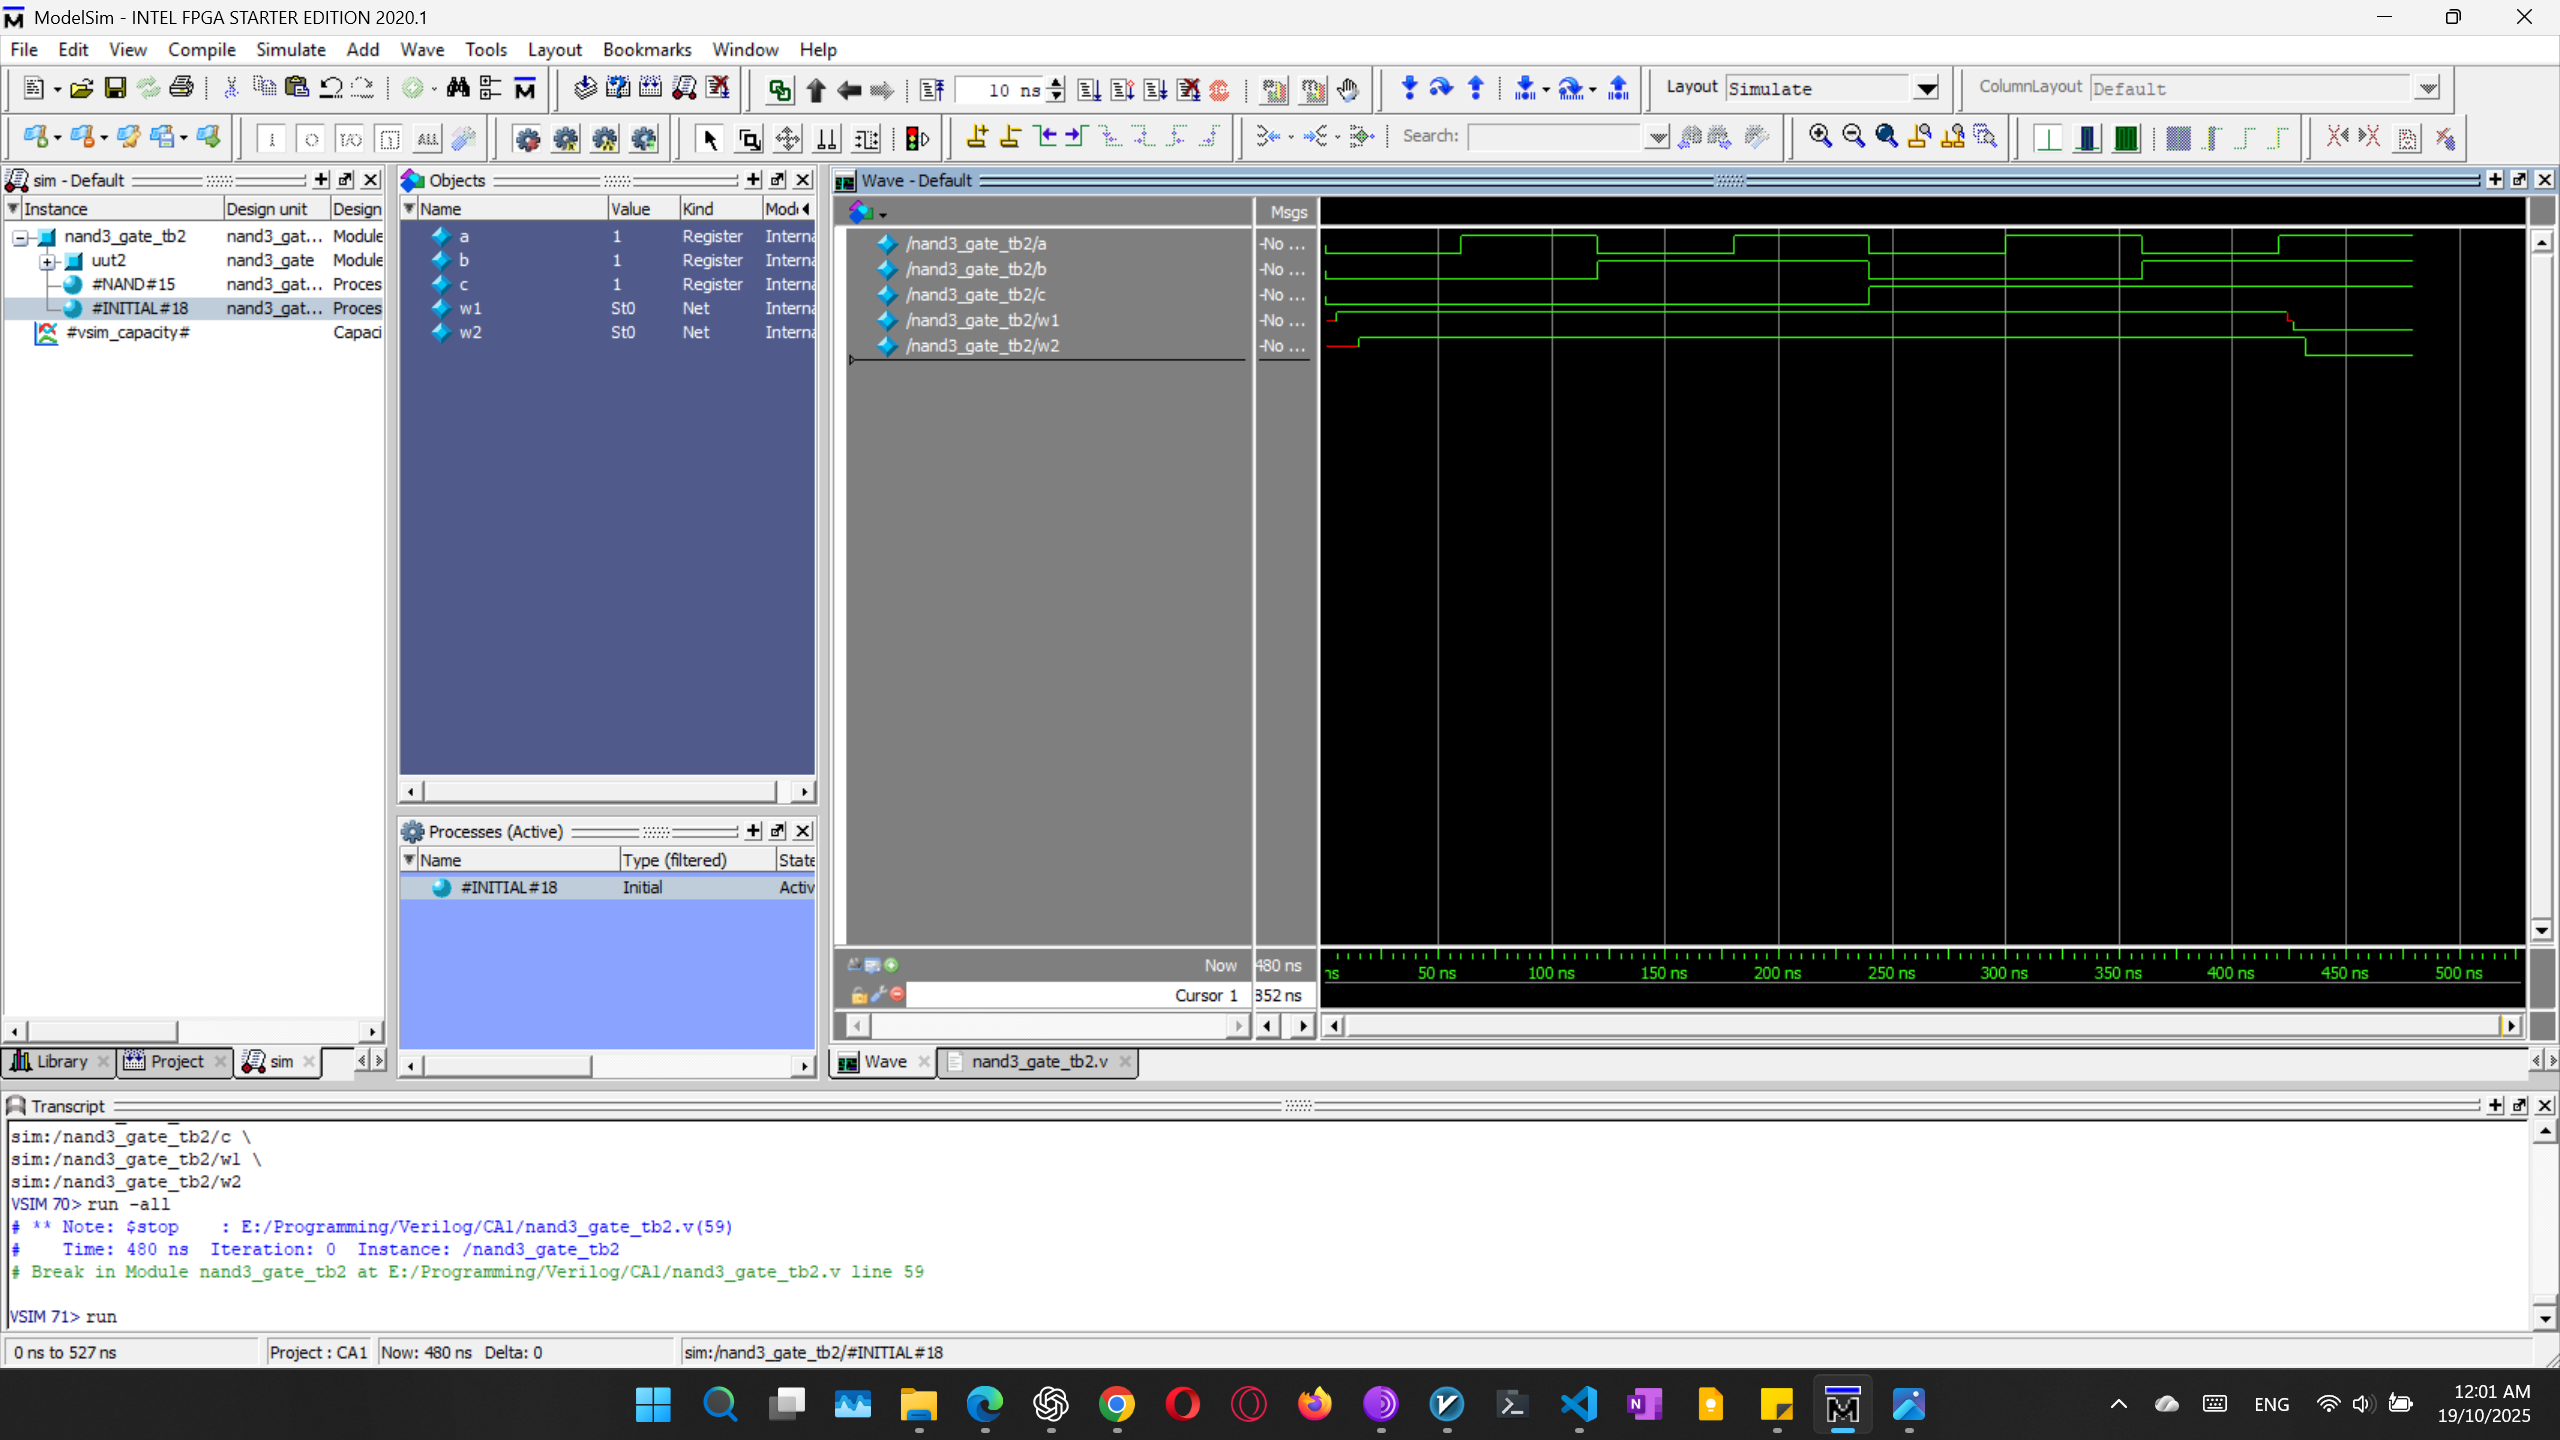 ModelSim - INTEL FPGA STARTER EDITION 2020.1
File Edit View Compile Simulate Add Wave Tools Layout Bookmarks Window Help
10 ns
Layout Simulate
ColumnLayout Default
ALL
Search:
sim - Default
Instance Design unit Design
nand3_gate_tb2 nand3_gat... Module
uut2 nand3_gate Module
#NAND#15 nand3_gat... Proces
#INITIAL#18 nand3_gat... Proces
#vsim_capacity# Capaci
Library Project sim
Objects
Name Value Kind Mod
a 1 Register Interna
b 1 Register Interna
c 1 Register Interna
w1 St0 Net Interna
w2 St0 Net Interna
Processes (Active)
Name Type (filtered) State
#INITIAL#18 Initial Activ
Wave - Default
Msgs
/nand3_gate_tb2/a -No ...
/nand3_gate_tb2/b -No ...
/nand3_gate_tb2/c -No ...
/nand3_gate_tb2/w1 -No ...
/nand3_gate_tb2/w2 -No ...
Now 480 ns
ns 50 ns 100 ns 150 ns 200 ns 250 ns 300 ns 350 ns 400 ns 450 ns 500 ns
Cursor 1 352 ns
Wave nand3_gate_tb2.v
Transcript
sim:/nand3_gate_tb2/c \
sim:/nand3_gate_tb2/w1 \
sim:/nand3_gate_tb2/w2
VSIM 70> run -all
# ** Note: $stop : E:/Programming/Verilog/CA1/nand3_gate_tb2.v(59)
# Time: 480 ns Iteration: 0 Instance: /nand3_gate_tb2
# Break in Module nand3_gate_tb2 at E:/Programming/Verilog/CA1/nand3_gate_tb2.v line 59
VSIM 71> run
0 ns to 527 ns Project : CA1 Now: 480 ns Delta: 0 sim:/nand3_gate_tb2/#INITIAL#18
ENG
12:01 AM
19/10/2025